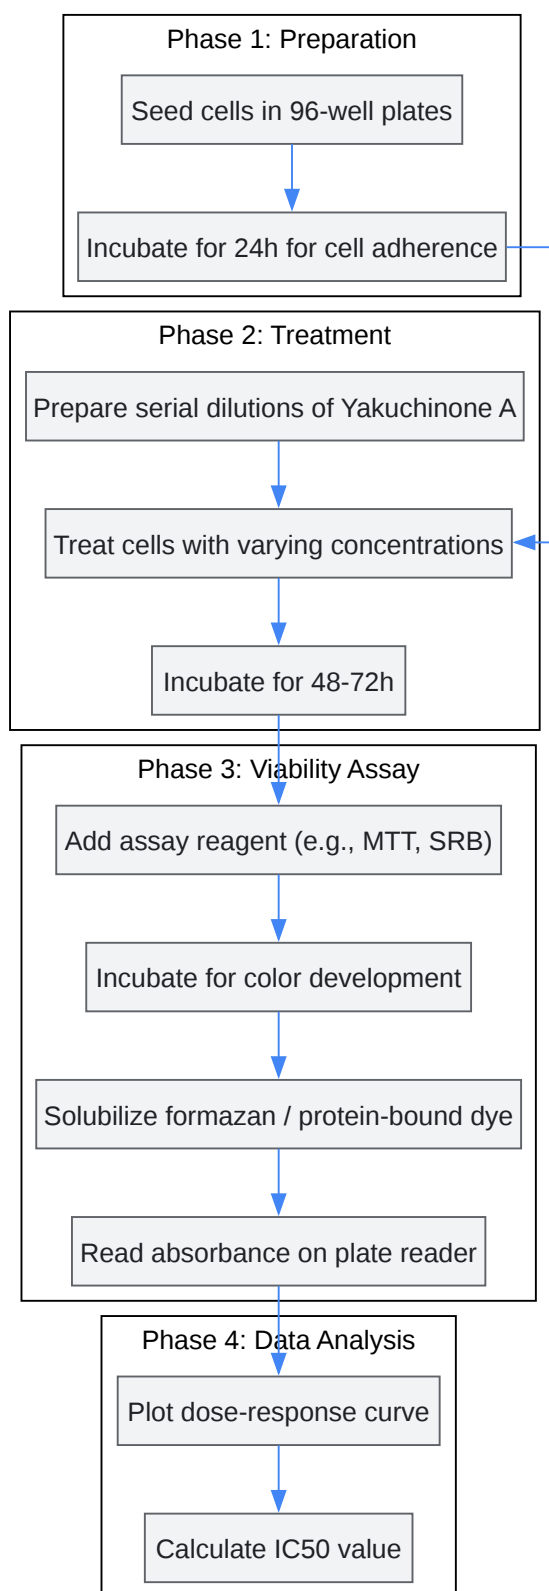 Phase 1: Preparation
Seed cells in 96-well plates
Incubate for 24h for cell adherence
Phase 2: Treatment
Prepare serial dilutions of Yakuchinone A
Treat cells with varying concentrations
Incubate for 48-72h
Phase 3: Viability Assay
Add assay reagent (e.g., MTT, SRB)
Incubate for color development
Solubilize formazan / protein-bound dye
Read absorbance on plate reader
Phase 4: Data Analysis
Plot dose-response curve
Calculate IC50 value